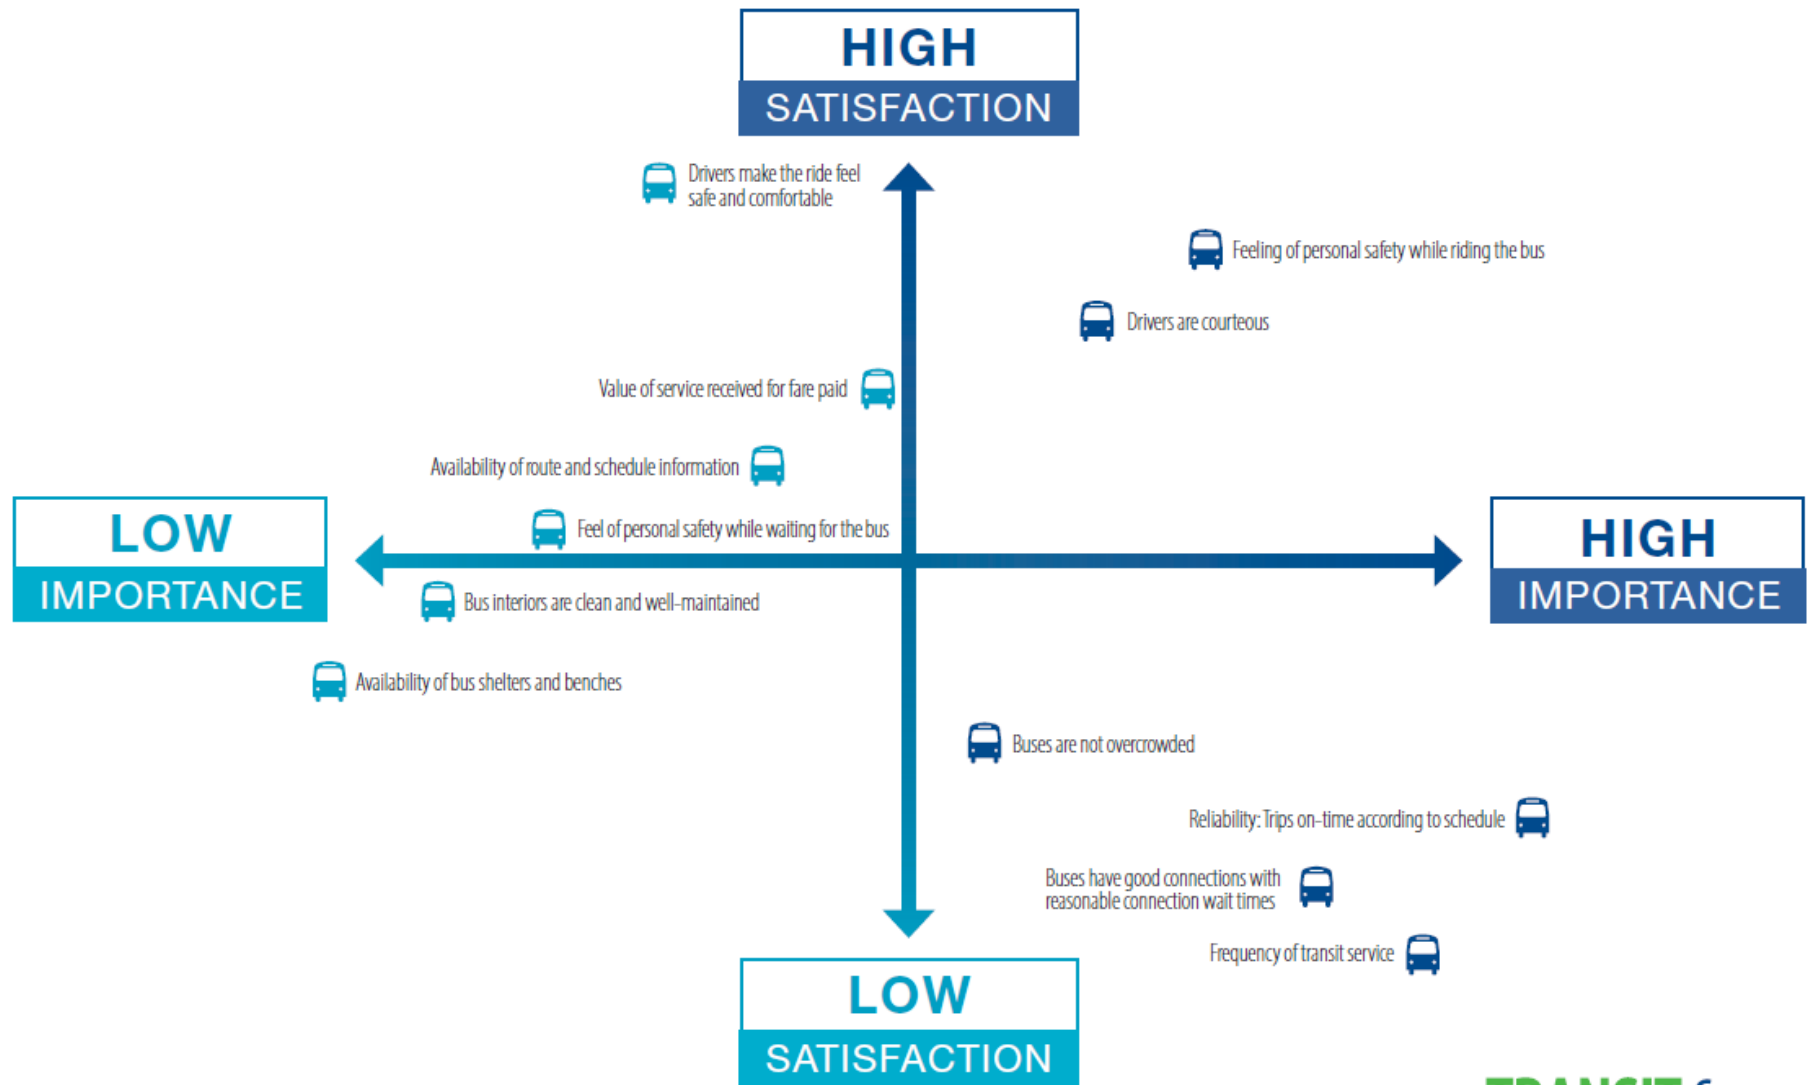 HIGH
SATISFACTION
Drivers make the ride feel
safe and comfortable
Feeling of personal safety while riding the bus
Drivers are courteous
Value of service received for fare paid
Availability of route and schedule information
Feel of personal safety while waiting for the bus
LOW
IMPORTANCE
HIGH
IMPORTANCE
Bus interiors are clean and well-maintained
Availability of bus shelters and benches
Buses are not overcrowded
Reliability: Trips on-time according to schedule
Buses have good connections with
reasonable connection wait times
Frequency of transit service
LOW
SATISFACTION
TRANSIT